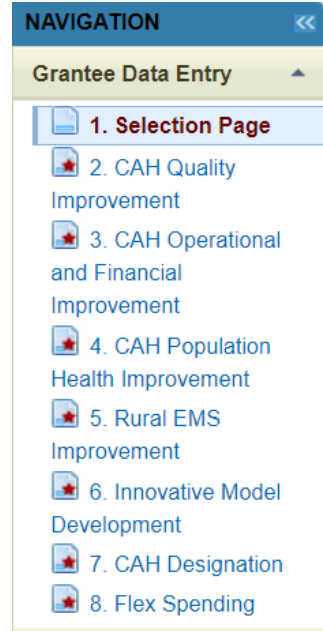 NAVIGATION
Grantee Data Entry
1. Selection Page
2. CAH Quality
Improvement
3. CAH Operational
and Financial
Improvement
4. CAH Population
Health Improvement
5. Rural EMS
Improvement
6. Innovative Model
Development
7. CAH Designation
8. Flex Spending